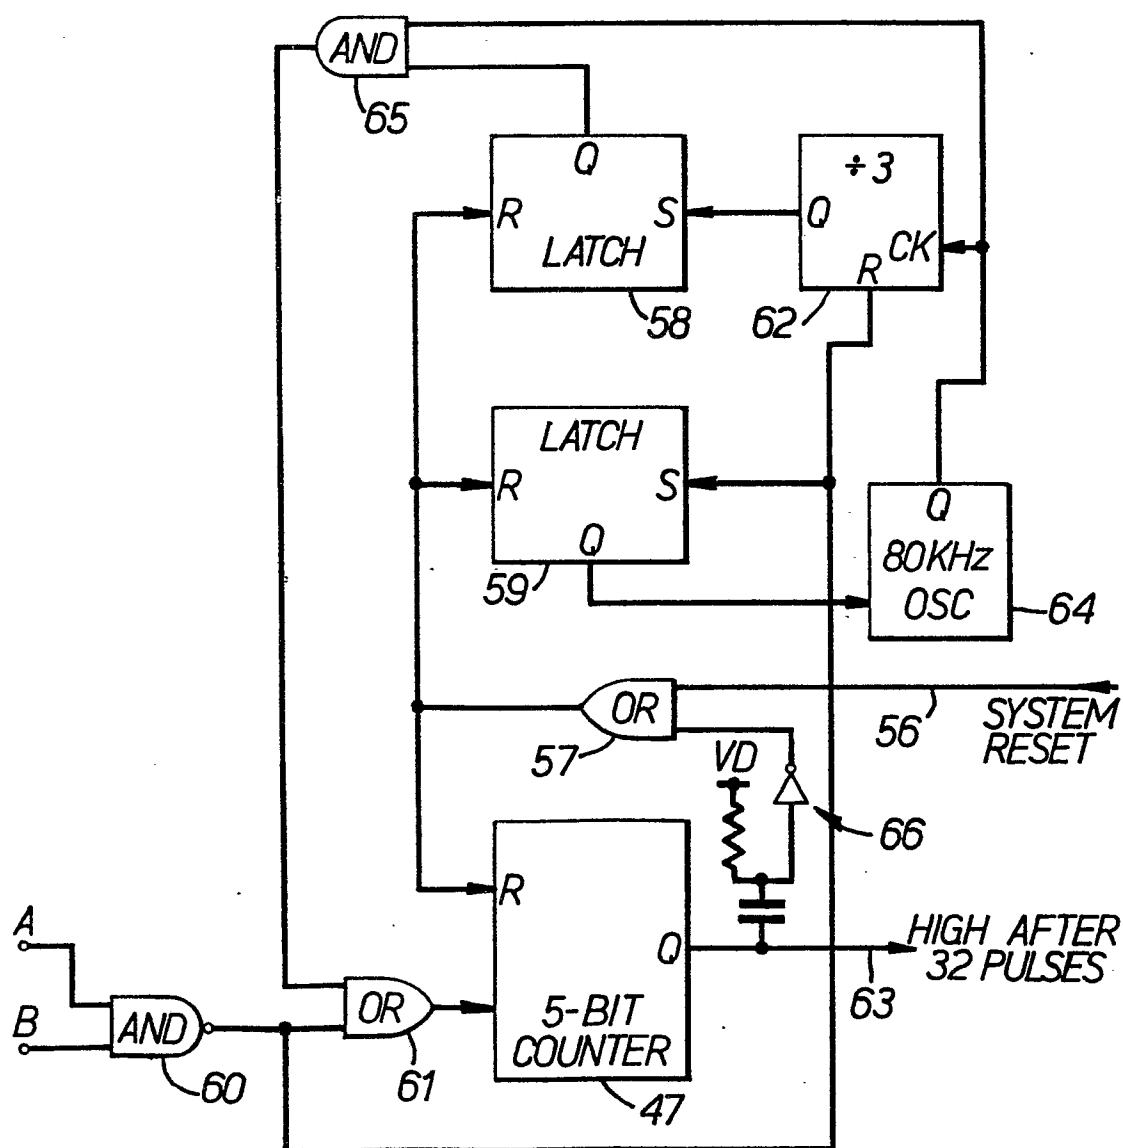 AND
65
Q
R
S
LATCH
58
÷3
Q
CK
R
62
LATCH
R
S
Q
59
Q
80KHz
OSC
64
OR
57
56
SYSTEM
RESET
VD
66
R
Q
5-BIT
COUNTER
47
HIGH AFTER
32 PULSES
63
A
B
AND
60
OR
61